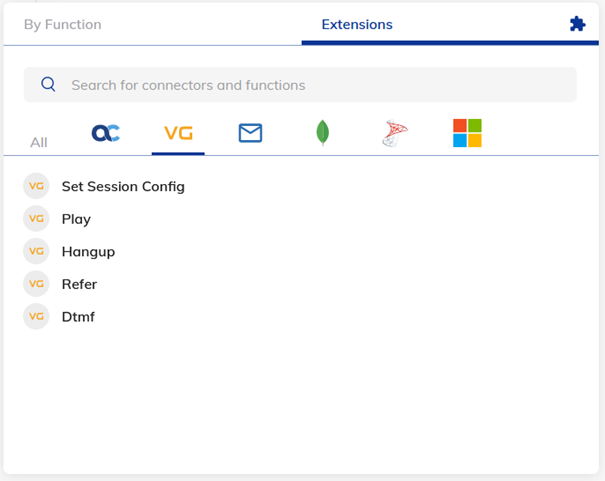 By Function
Extensions
Search for connectors and functions
All
VG
VG Set Session Config
VG Play
VG Hangup
VG Refer
VG Dtmf